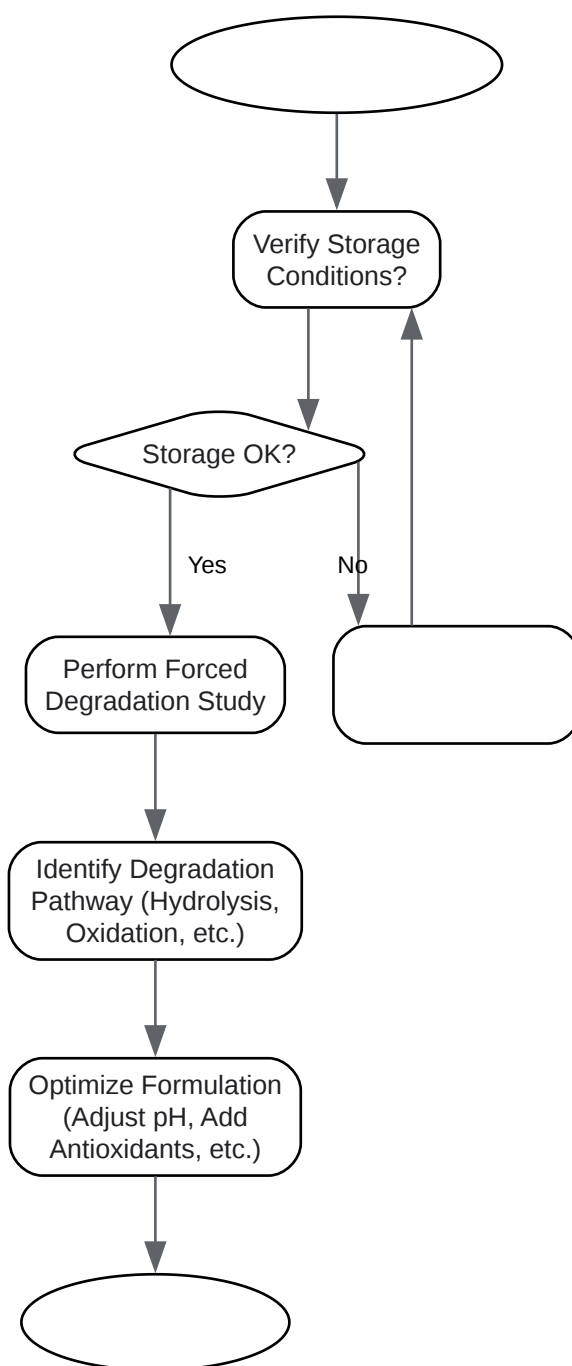 Verify Storage
Conditions?
Storage OK?
Yes
No
Perform Forced
Degradation Study
Identify Degradation
Pathway (Hydrolysis,
Oxidation, etc.)
Optimize Formulation
(Adjust pH, Add
Antioxidants, etc.)